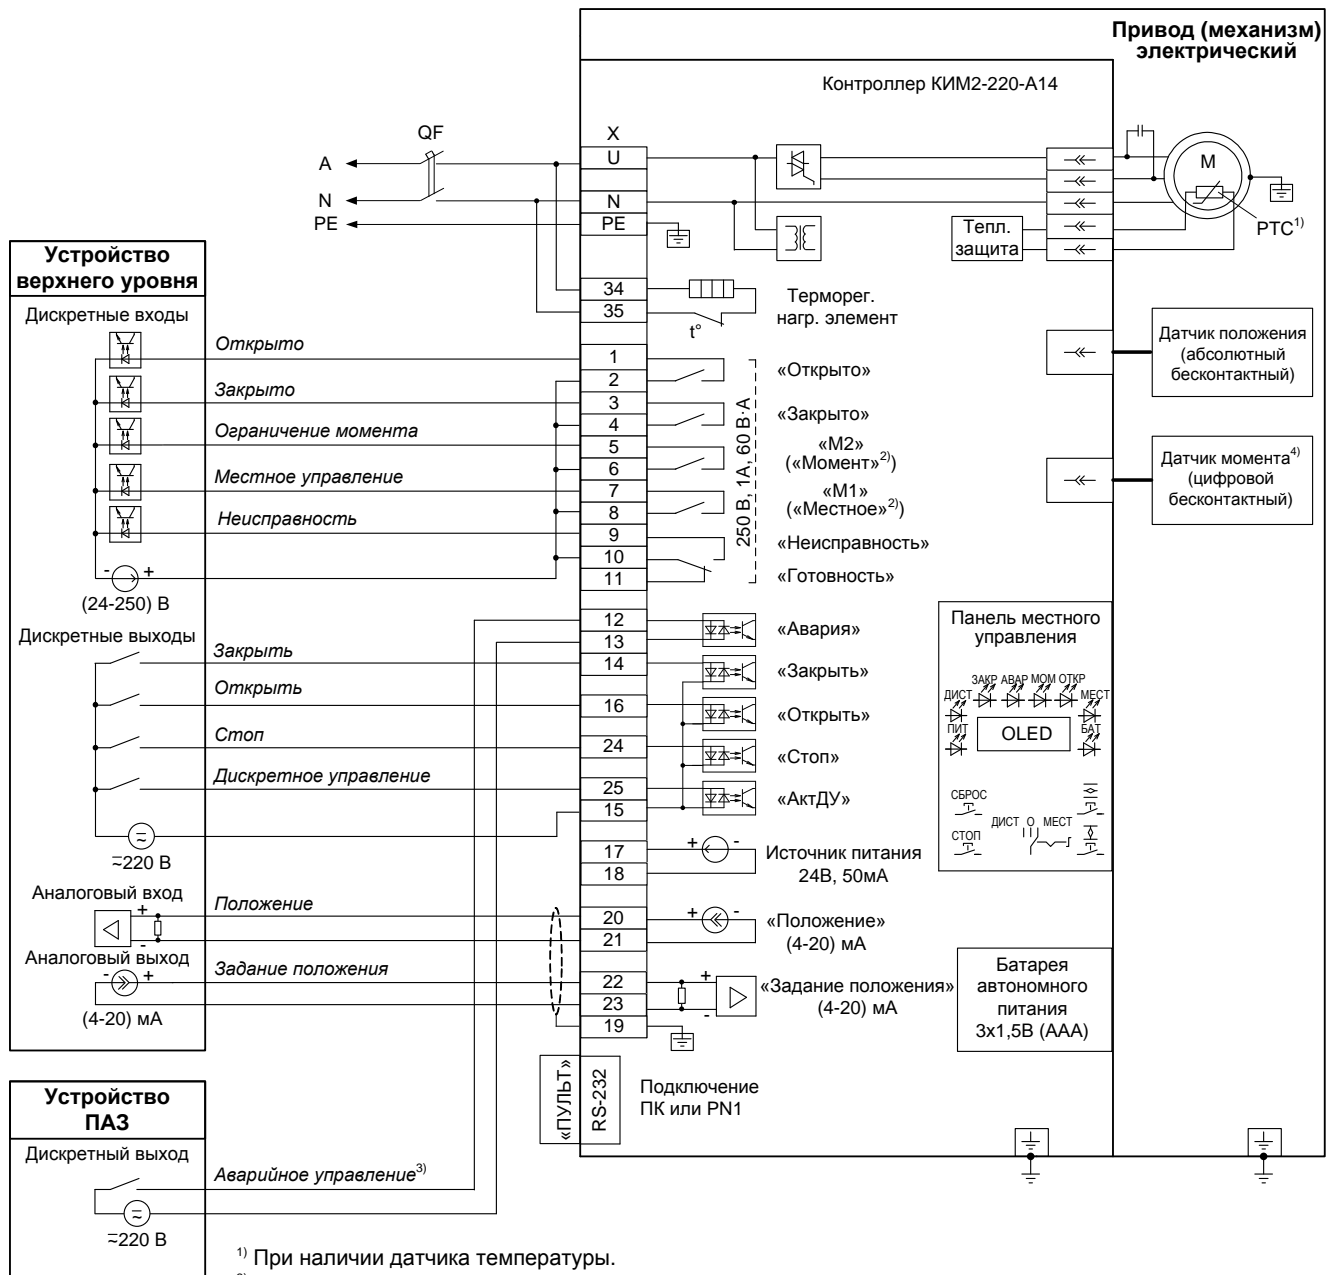 Привод (механизм)
электрический
Контроллер КИМ2-220-А14
QF
X
A
U
N
N
PE
PE
M
PTC¹⁾
Тепл.
защита
34
35
t°
Терморег.
нагр. элемент
Устройство
верхнего уровня
Дискретные входы
Открыто
Закрыто
Ограничение момента
Местное управление
Неисправность
- +
(24-250) В
1
2
3
4
5
6
7
8
9
10
11
«Открыто»
«Закрыто»
«М2»
(«Момент»²⁾)
«М1»
(«Местное»²⁾)
«Неисправность»
«Готовность»
250 В, 1А, 60 В·А
Датчик положения
(абсолютный
бесконтактный)
Датчик момента⁴⁾
(цифровой
бесконтактный)
Дискретные выходы
Закрыть
Открыть
Стоп
Дискретное управление
≂220 В
12
13
14
16
24
25
15
«Авария»
«Закрыть»
«Открыть»
«Стоп»
«АктДУ»
17
18
+ -
Источник питания
24В, 50мА
Панель местного
управления
ЗАКР АВАР МОМ ОТКР
ДИСТ МЕСТ
ПИТ БАТ
OLED
СБРОС
ДИСТ О МЕСТ
СТОП
Аналоговый вход
+
-
Положение
20
21
+ -
«Положение»
(4-20) мА
Аналоговый выход
- +
(4-20) мА
Задание положения
22
23
19
+
-
«Задание положения»
(4-20) мА
Батарея
автономного
питания
3х1,5В (ААА)
«ПУЛЬТ»
RS-232
Подключение
ПК или PN1
Устройство
ПАЗ
Дискретный выход
Аварийное управление³⁾
≂220 В
¹⁾ При наличии датчика температуры.